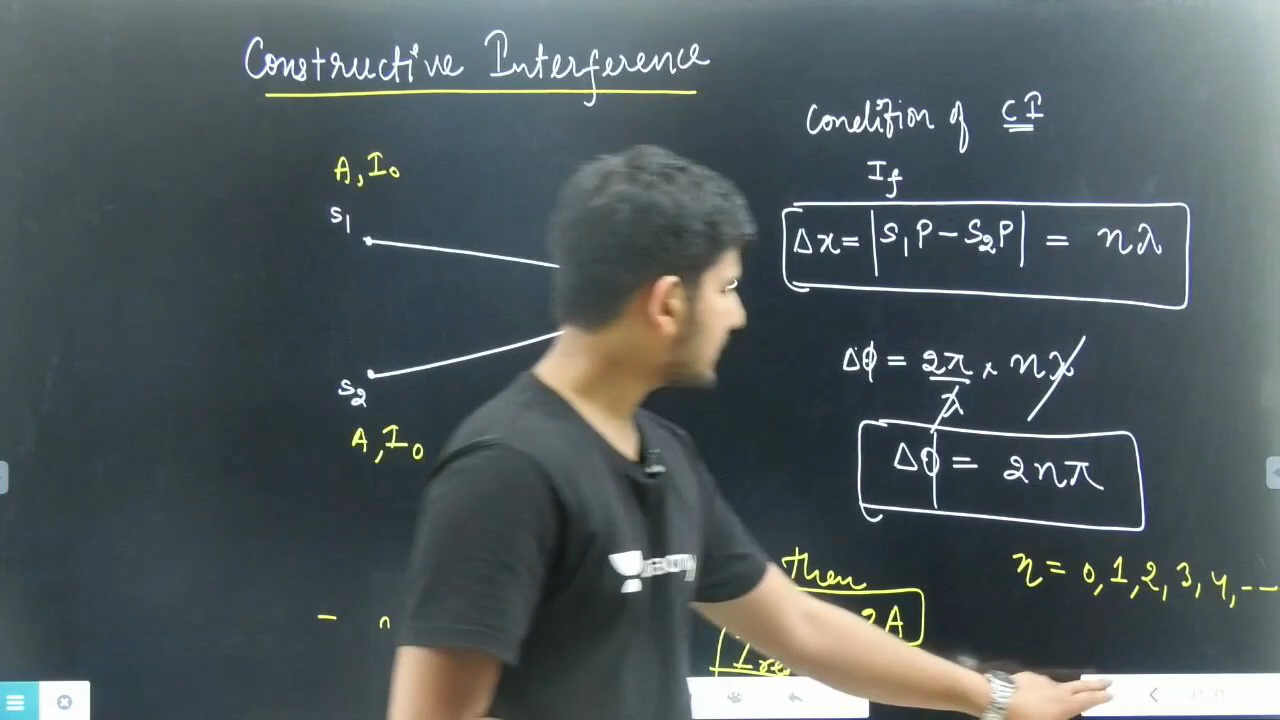 Constructive Interference
A, I₀
S₁
S₂
A, I₀
Condition of CI
If
Δx = |S₁P − S₂P| = nλ
Δϕ = 2π/λ × nλ
Δϕ = 2nπ
n = 0, 1, 2, 3, 4, --
then
2A